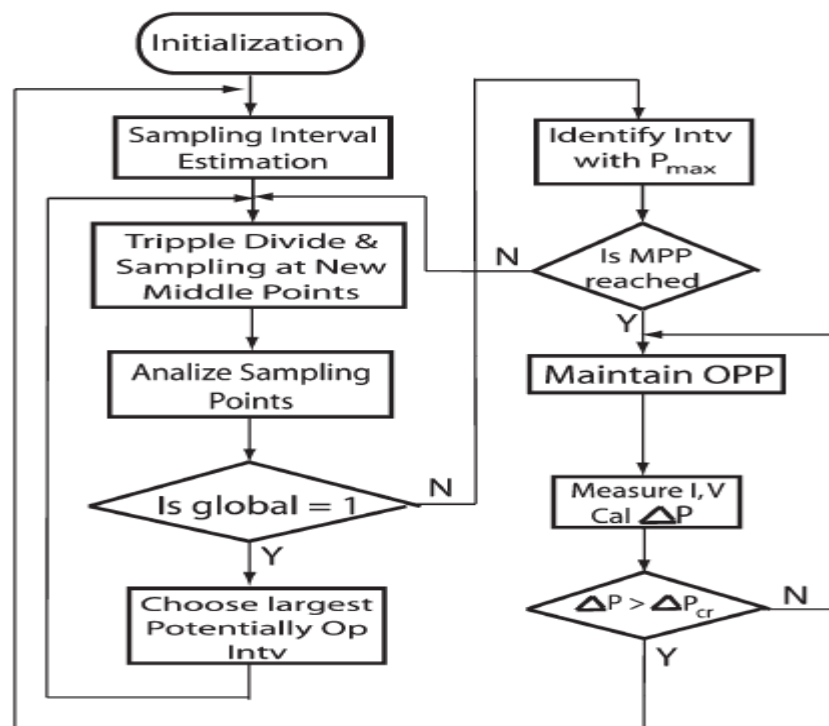 Initialization
Sampling Interval
Estimation
Tripple Divide &
Sampling at New
Middle Points
Analize Sampling
Points
Is global = 1
N
Y
Choose largest
Potentially Op
Intv
Identify Intv
with Pmax
Is MPP
reached
N
Y
Maintain OPP
Measure I,V
Cal ΔP
ΔP > ΔPcr
N
Y